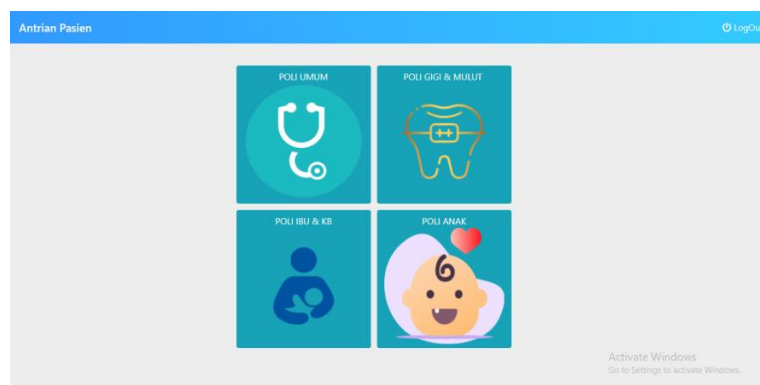 Antrian Pasien
LogOu
POLI UMUM
POLI GIGI & MULUT
POLI IBU & KB
POLI ANAK
Activate Windows
Go to Settings to activate Windows.